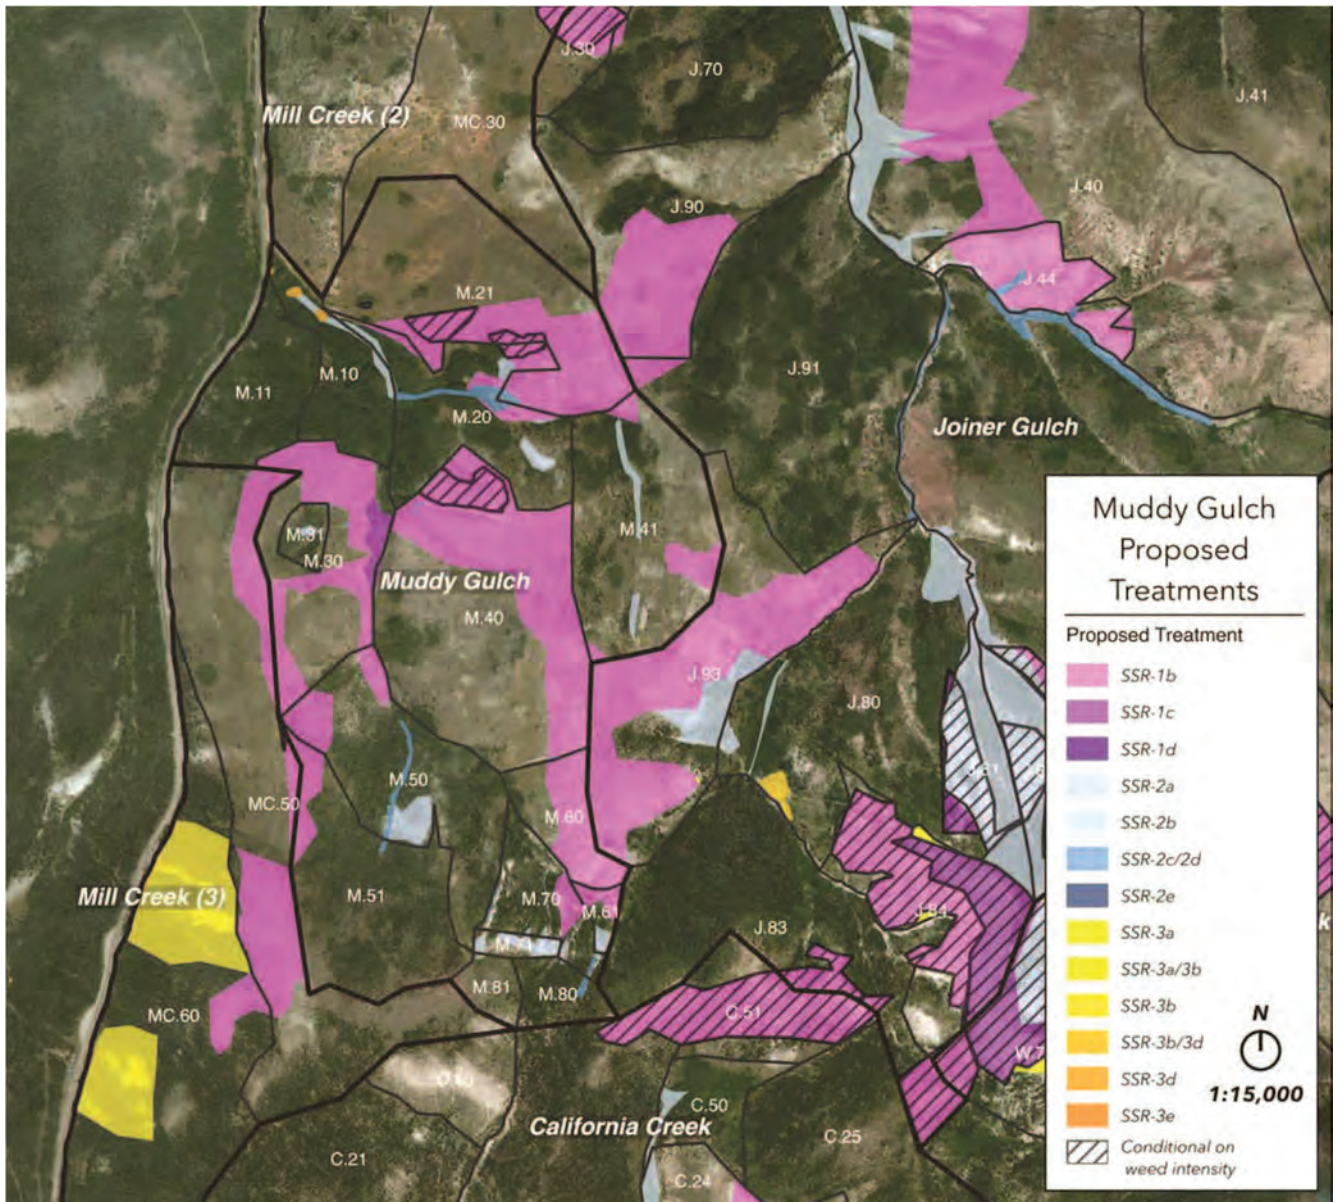 J.30
J.70
J.41
Mill Creek (2)
MC.30
J.40
J.90
J.44
M.21
M.10
M.11
J.91
M.20
Joiner Gulch
M.41
M.31
M.30
Muddy Gulch
M.40
J.93
J.80
M.50
MC.50
M.60
M.51
Mill Creek (3)
M.70
M.61
J.84
J.83
M.81
M.80
MC.60
C.51
W.7
C.50
California Creek
C.25
C.21
C.24
Muddy Gulch
Proposed
Treatments
Proposed Treatment
SSR-1b
SSR-1c
SSR-1d
SSR-2a
SSR-2b
SSR-2c/2d
SSR-2e
SSR-3a
SSR-3a/3b
SSR-3b
SSR-3b/3d
SSR-3d
SSR-3e
Conditional on
weed intensity
N
1:15,000